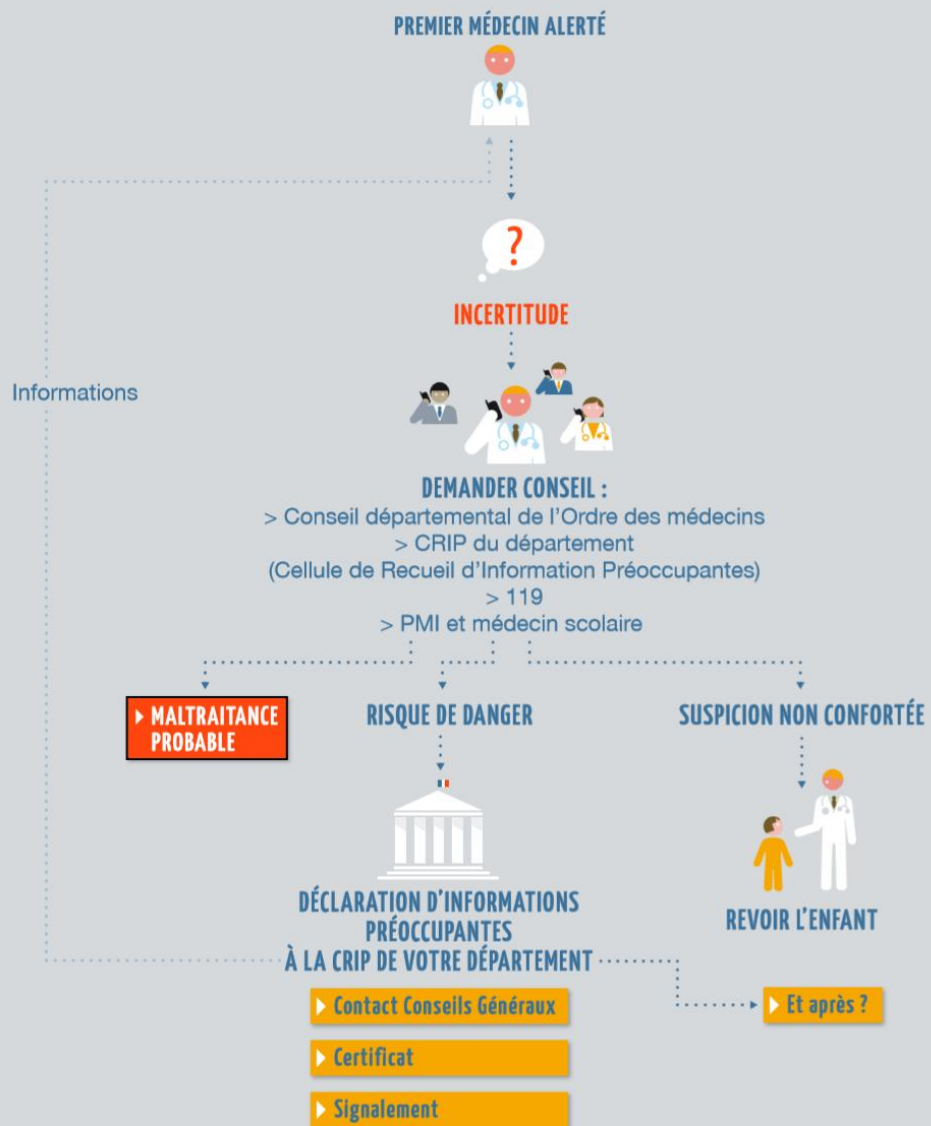 PREMIER MÉDECIN ALERTÉ
?
INCERTITUDE
Informations
DEMANDER CONSEIL :
> Conseil départemental de l'Ordre des médecins
> CRIP du département
(Cellule de Recueil d'Information Préoccupantes)
> 119
> PMI et médecin scolaire
MALTRAITANCE
PROBABLE
RISQUE DE DANGER
SUSPICION NON CONFORTÉE
DÉCLARATION D'INFORMATIONS
PRÉOCCUPANTES
À LA CRIP DE VOTRE DÉPARTEMENT
REVOIR L'ENFANT
Contact Conseils Généraux
Et après ?
Certificat
Signalement